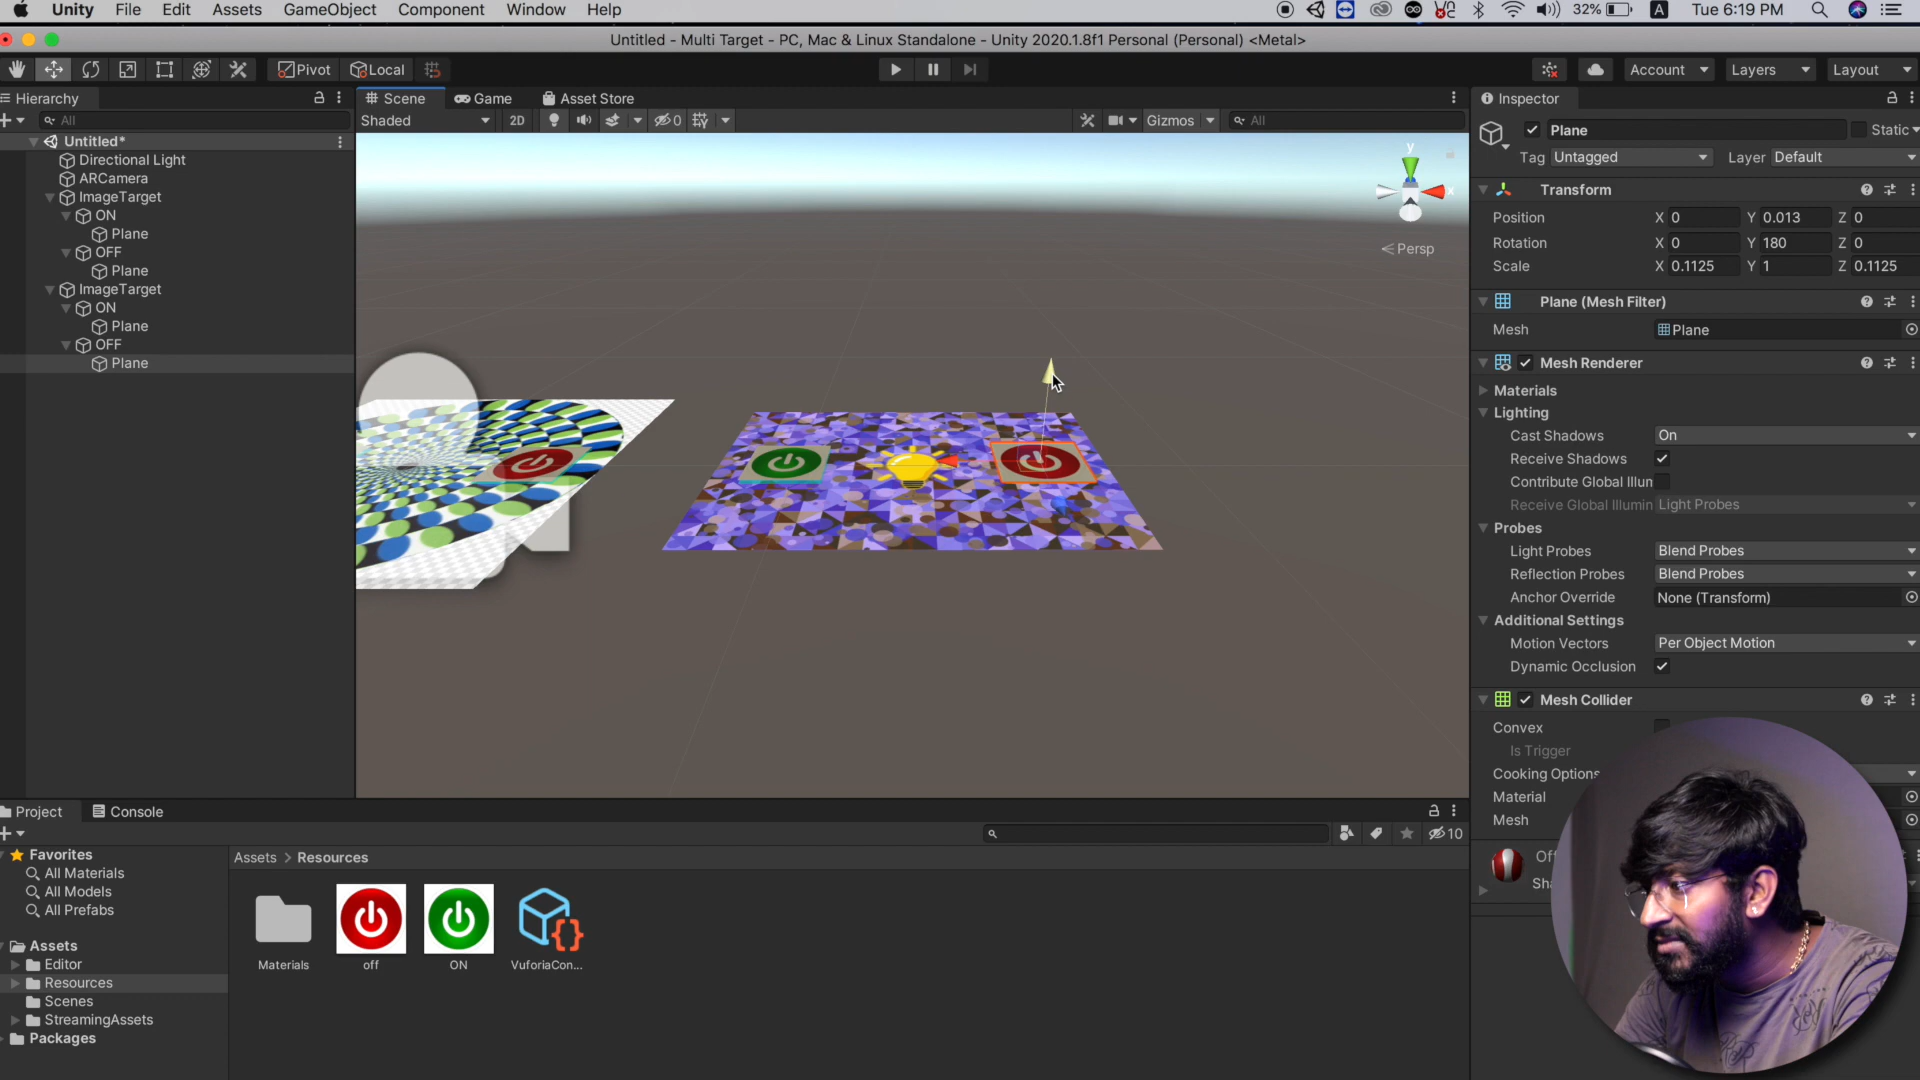 Unity File Edit Assets GameObject Component Window Help 32% A Tue 6:19 PM
Untitled - Multi Target - PC, Mac & Linux Standalone - Unity 2020.1.8f1 Personal (Personal) <Metal>
Pivot Local Account Layers Layout
Hierarchy Scene Game Asset Store Inspector
All Shaded 2D 0 Gizmos All
Untitled*
Directional Light
ARCamera
ImageTarget
ON
Plane
OFF
Plane
ImageTarget
ON
Plane
OFF
Plane
y
x
Persp
Plane Static
Tag Untagged Layer Default
Transform
Position X 0 Y 0.013 Z 0
Rotation X 0 Y 180 Z 0
Scale X 0.1125 Y 1 Z 0.1125
Plane (Mesh Filter)
Mesh Plane
Mesh Renderer
Materials
Lighting
Cast Shadows On
Receive Shadows
Contribute Global Illum
Receive Global Illumin Light Probes
Probes
Light Probes Blend Probes
Reflection Probes Blend Probes
Anchor Override None (Transform)
Additional Settings
Motion Vectors Per Object Motion
Dynamic Occlusion
Mesh Collider
Convex
Is Trigger
Cooking Options
Material
Mesh
Off
Sha
Project Console
10
Favorites
All Materials
All Models
All Prefabs
Assets
Editor
Resources
Scenes
StreamingAssets
Packages
Assets > Resources
Materials off ON VuforiaCon...